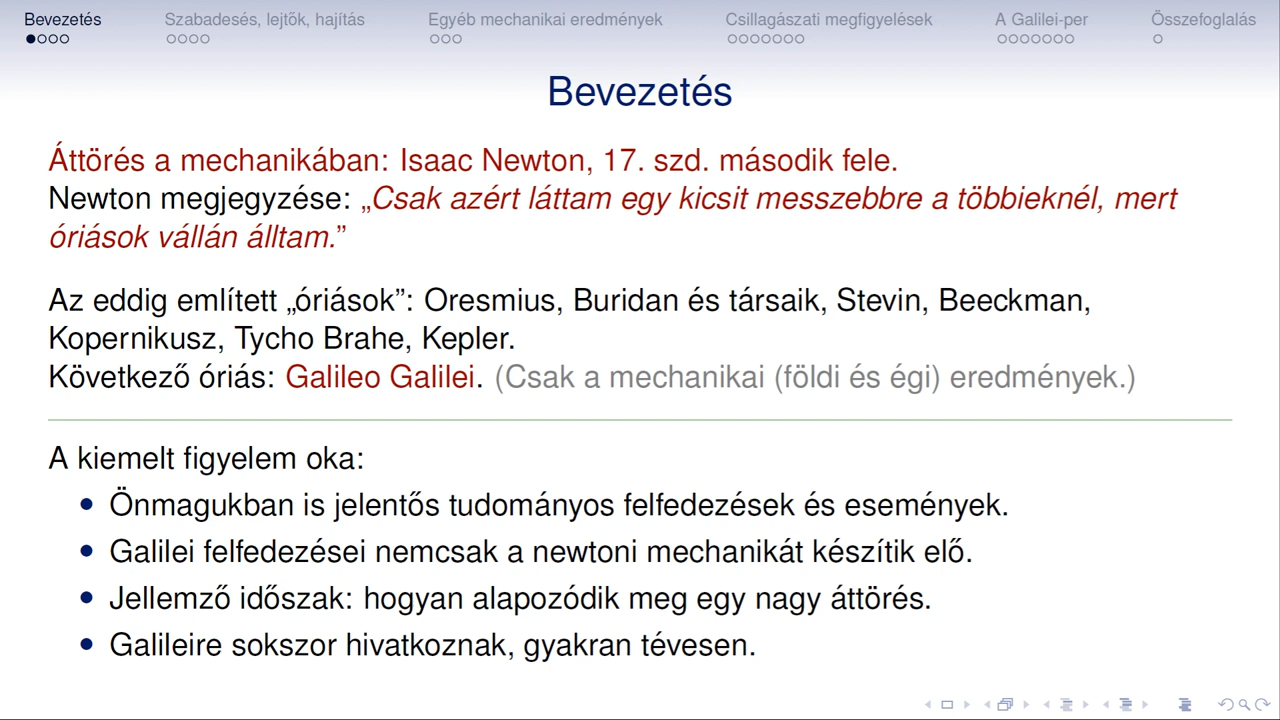 Bevezetés Szabadesés, lejtők, hajítás Egyéb mechanikai eredmények Csillagászati megfigyelések A Galilei-per Összefoglalás
Bevezetés
Áttörés a mechanikában: Isaac Newton, 17. szd. második fele.
Newton megjegyzése: „Csak azért láttam egy kicsit messzebbre a többieknél, mert
óriások vállán álltam.”
Az eddig említett „óriások”: Oresmius, Buridan és társaik, Stevin, Beeckman,
Kopernikusz, Tycho Brahe, Kepler.
Következő óriás: Galileo Galilei. (Csak a mechanikai (földi és égi) eredmények.)
A kiemelt figyelem oka:
• Önmagukban is jelentős tudományos felfedezések és események.
• Galilei felfedezései nemcsak a newtoni mechanikát készítik elő.
• Jellemző időszak: hogyan alapozódik meg egy nagy áttörés.
• Galileire sokszor hivatkoznak, gyakran tévesen.